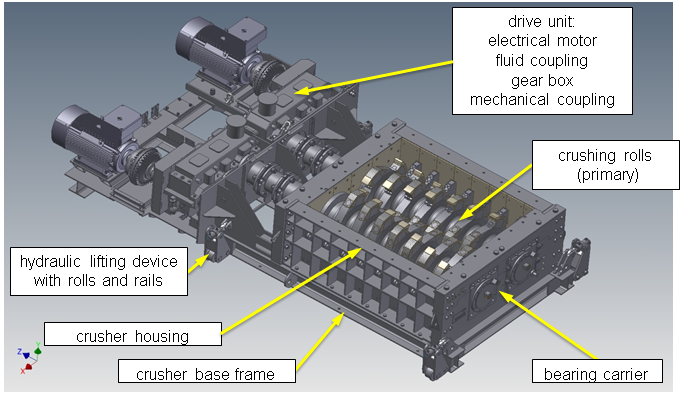 drive unit:
electrical motor
fluid coupling
gear box
mechanical coupling
crushing rolls
(primary)
hydraulic lifting device
with rolls and rails
crusher housing
crusher base frame
bearing carrier
Z
Y
X